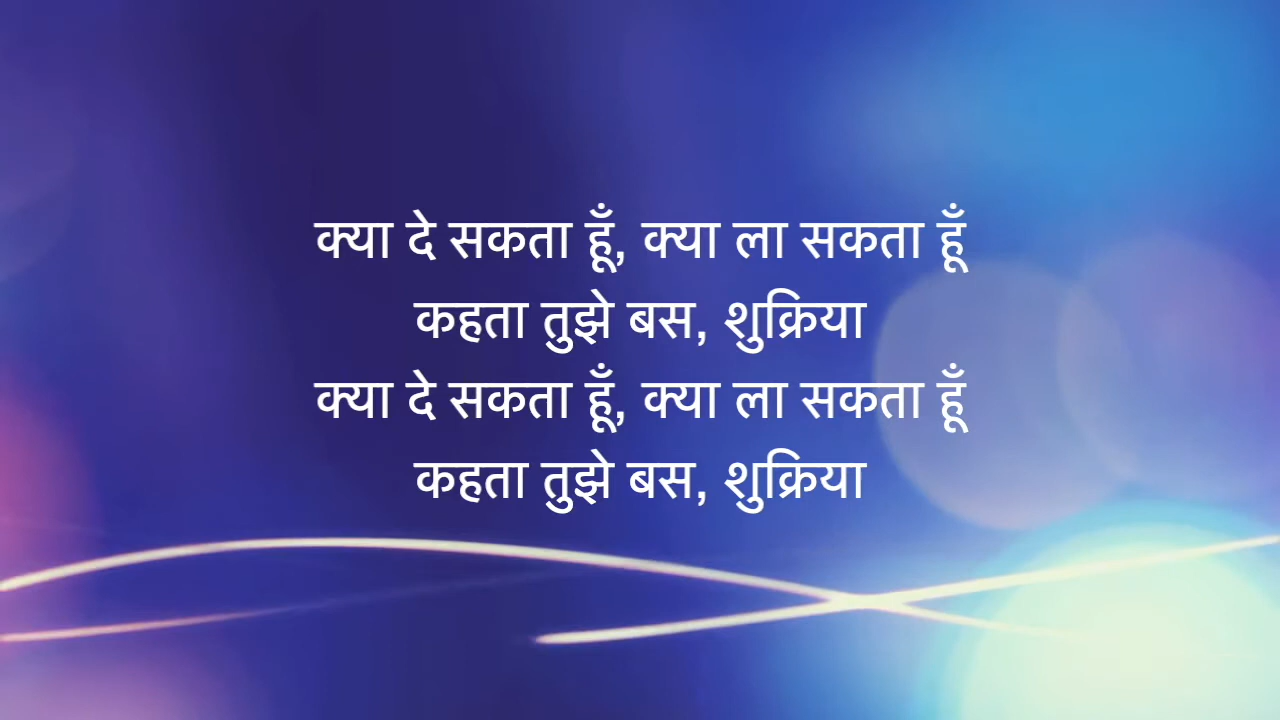 क्या दे सकता हूँ, क्या ला सकता हूँ
कहता तुझे बस, शुक्रिया
क्या दे सकता हूँ, क्या ला सकता हूँ
कहता तुझे बस, शुक्रिया